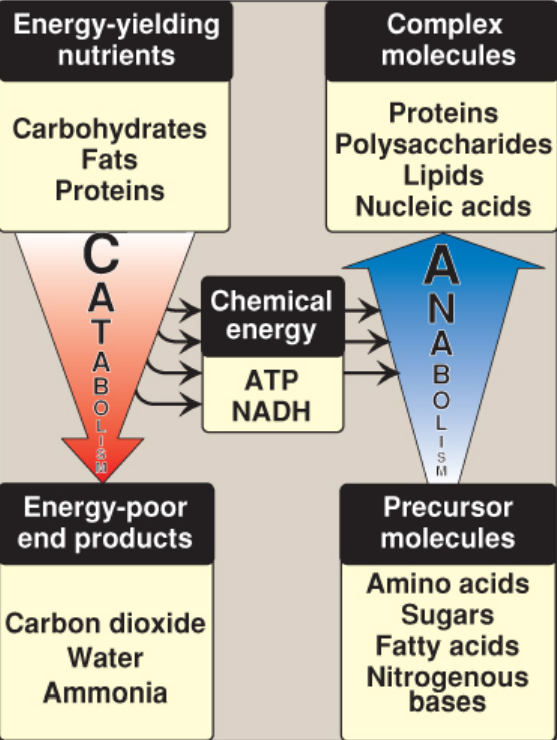 Energy-yielding
nutrients
Carbohydrates
Fats
Proteins
Complex
molecules
Proteins
Polysaccharides
Lipids
Nucleic acids
CATABOLISM
Chemical
energy
ATP
NADH
ANABOLISM
Energy-poor
end products
Carbon dioxide
Water
Ammonia
Precursor
molecules
Amino acids
Sugars
Fatty acids
Nitrogenous
bases